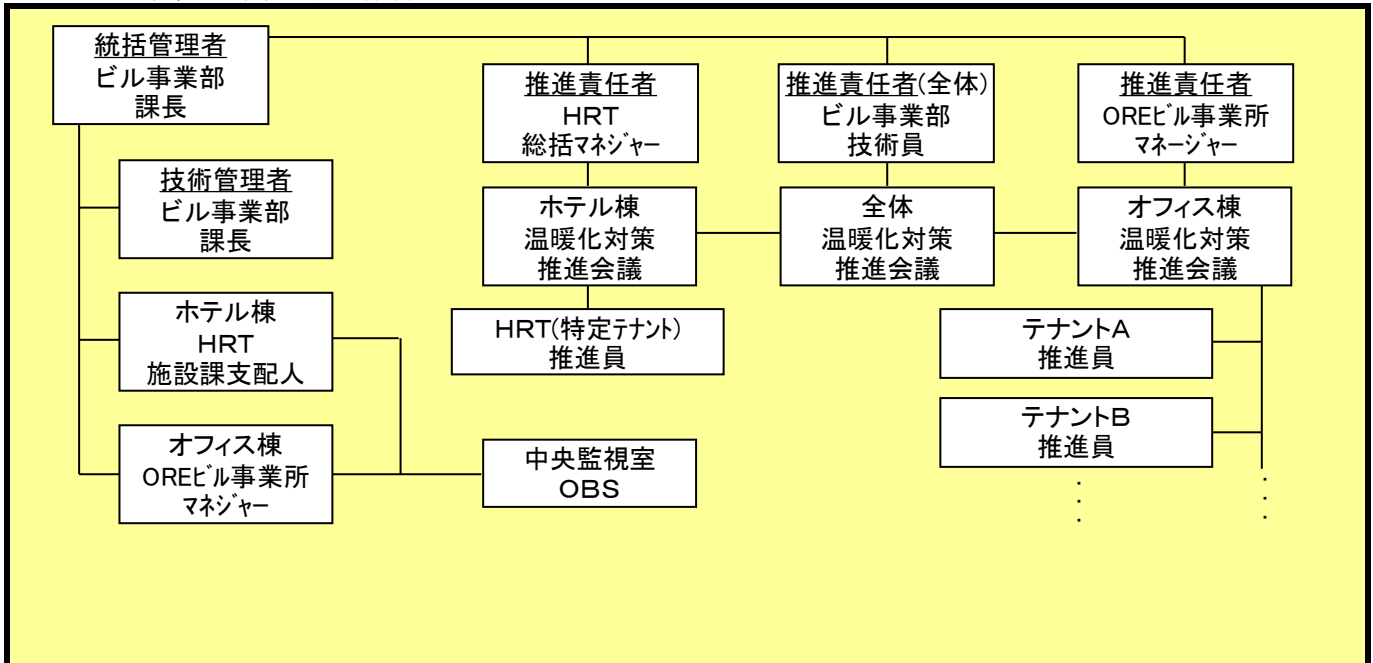 統括管理者
ビル事業部
課長
推進責任者
HRT
総括マネジャー
推進責任者(全体)
ビル事業部
技術員
推進責任者
OREビル事業所
マネージャー
技術管理者
ビル事業部
課長
ホテル棟
温暖化対策
推進会議
全体
温暖化対策
推進会議
オフィス棟
温暖化対策
推進会議
ホテル棟
HRT
施設課支配人
HRT(特定テナント)
推進員
テナントA
推進員
テナントB
推進員
オフィス棟
OREビル事業所
マネジャー
中央監視室
OBS